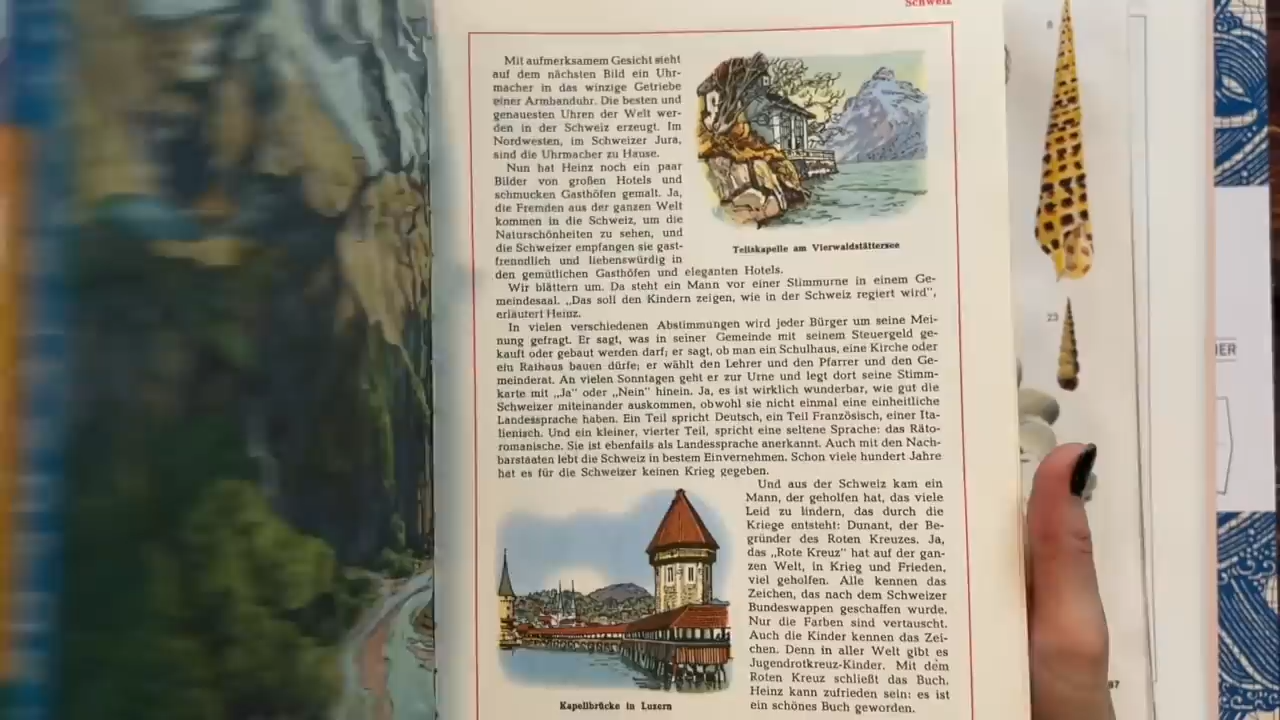 Schweiz
Mit aufmerksamem Gesicht sieht
auf dem nächsten Bild ein Uhr-
macher in das winzige Getriebe
einer Armbanduhr. Die besten und
genauesten Uhren der Welt wer-
den in der Schweiz erzeugt. Im
Nordwesten, im Schweizer Jura,
sind die Uhrmacher zu Hause.
Nun hat Heinz noch ein paar
Bilder von großen Hotels und
schmucken Gasthöfen gemalt. Ja,
die Fremden aus der ganzen Welt
kommen in die Schweiz, um die
Naturschönheiten zu sehen, und
die Schweizer empfangen sie gast-
freundlich und liebenswürdig in
den gemütlichen Gasthöfen und eleganten Hotels.
Tellskapelle am Vierwaldstättersee
Wir blättern um. Da steht ein Mann vor einer Stimmurne in einem Ge-
meindesaal. „Das soll den Kindern zeigen, wie in der Schweiz regiert wird",
erläutert Heinz.
In vielen verschiedenen Abstimmungen wird jeder Bürger um seine Mei-
nung gefragt. Er sagt, was in seiner Gemeinde mit seinem Steuergeld ge-
kauft oder gebaut werden darf; er sagt, ob man ein Schulhaus, eine Kirche oder
ein Rathaus bauen dürfe; er wählt den Lehrer und den Pfarrer und den Ge-
meinderat. An vielen Sonntagen geht er zur Urne und legt dort seine Stimm-
karte mit „Ja" oder „Nein" hinein. Ja, es ist wirklich wunderbar, wie gut die
Schweizer miteinander auskommen, obwohl sie nicht einmal eine einheitliche
Landessprache haben. Ein Teil spricht Deutsch, ein Teil Französisch, einer Ita-
lienisch. Und ein kleiner, vierter Teil, spricht eine seltene Sprache: das Räto-
romanische. Sie ist ebenfalls als Landessprache anerkannt. Auch mit den Nach-
barstaaten lebt die Schweiz in bestem Einvernehmen. Schon viele hundert Jahre
hat es für die Schweizer keinen Krieg gegeben.
Und aus der Schweiz kam ein
Mann, der geholfen hat, das viele
Leid zu lindern, das durch die
Kriege entsteht: Dunant, der Be-
gründer des Roten Kreuzes. Ja,
das „Rote Kreuz" hat auf der gan-
zen Welt, in Krieg und Frieden,
viel geholfen. Alle kennen das
Zeichen, das nach dem Schweizer
Bundeswappen geschaffen wurde.
Nur die Farben sind vertauscht.
Auch die Kinder kennen das Zei-
chen. Denn in aller Welt gibt es
Jugendrotkreuz-Kinder. Mit dem
Roten Kreuz schließt das Buch.
Heinz kann zufrieden sein: es ist
ein schönes Buch geworden.
Kapellbrücke in Luzern
8
23